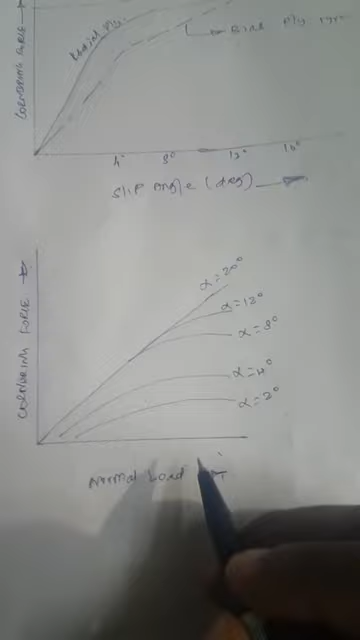 CORNERING FORCE →
Radial Ply
Bias Ply Tyre
4° 8° 12° 16°
Slip Angle (deg) →
CORNERING FORCE →
α = 20°
α = 12°
α = 8°
α = 4°
α = 2°
Normal Load